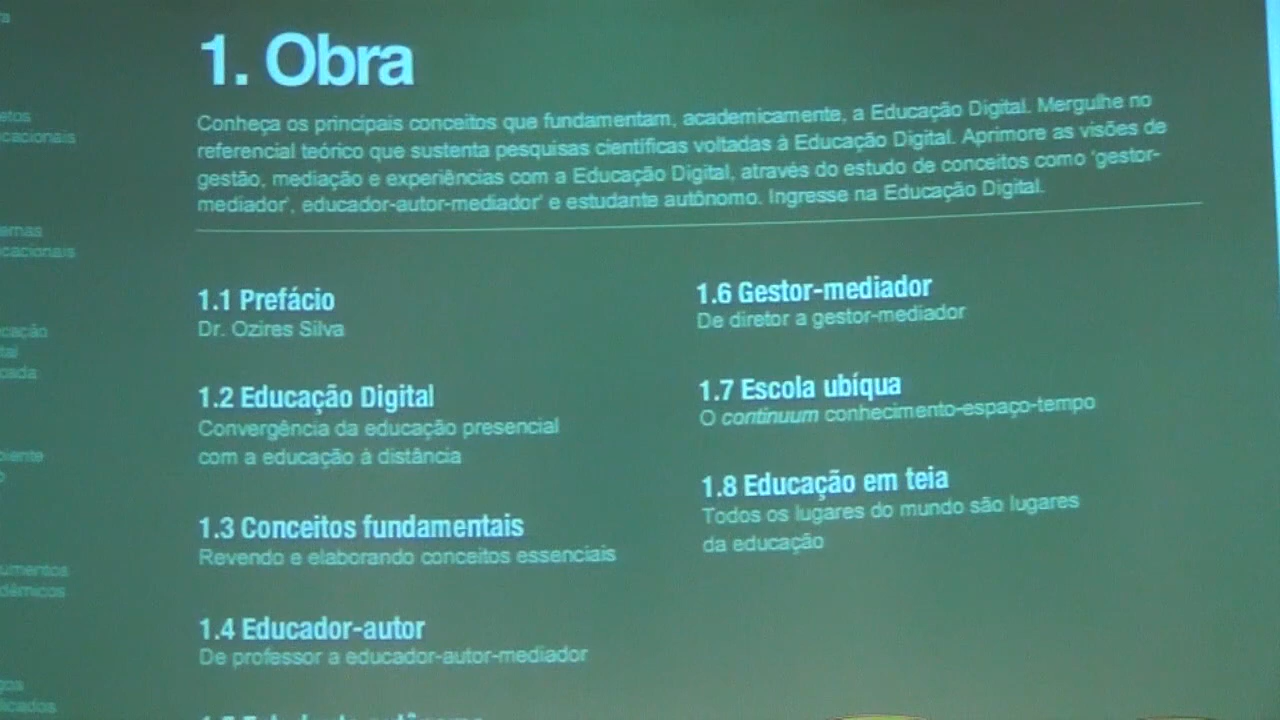 1. Obra
Conheça os principais conceitos que fundamentam, academicamente, a Educação Digital. Mergulhe no
referencial teórico que sustenta pesquisas científicas voltadas à Educação Digital. Aprimore as visões de
gestão, mediação e experiências com a Educação Digital, através do estudo de conceitos como 'gestor-
mediador', educador-autor-mediador' e estudante autônomo. Ingresse na Educação Digital.
1.1 Prefácio
Dr. Ozires Silva
1.2 Educação Digital
Convergência da educação presencial
com a educação à distância
1.3 Conceitos fundamentais
Revendo e elaborando conceitos essenciais
1.4 Educador-autor
De professor a educador-autor-mediador
1.6 Gestor-mediador
De diretor a gestor-mediador
1.7 Escola ubíqua
O continuum conhecimento-espaço-tempo
1.8 Educação em teia
Todos os lugares do mundo são lugares
da educação